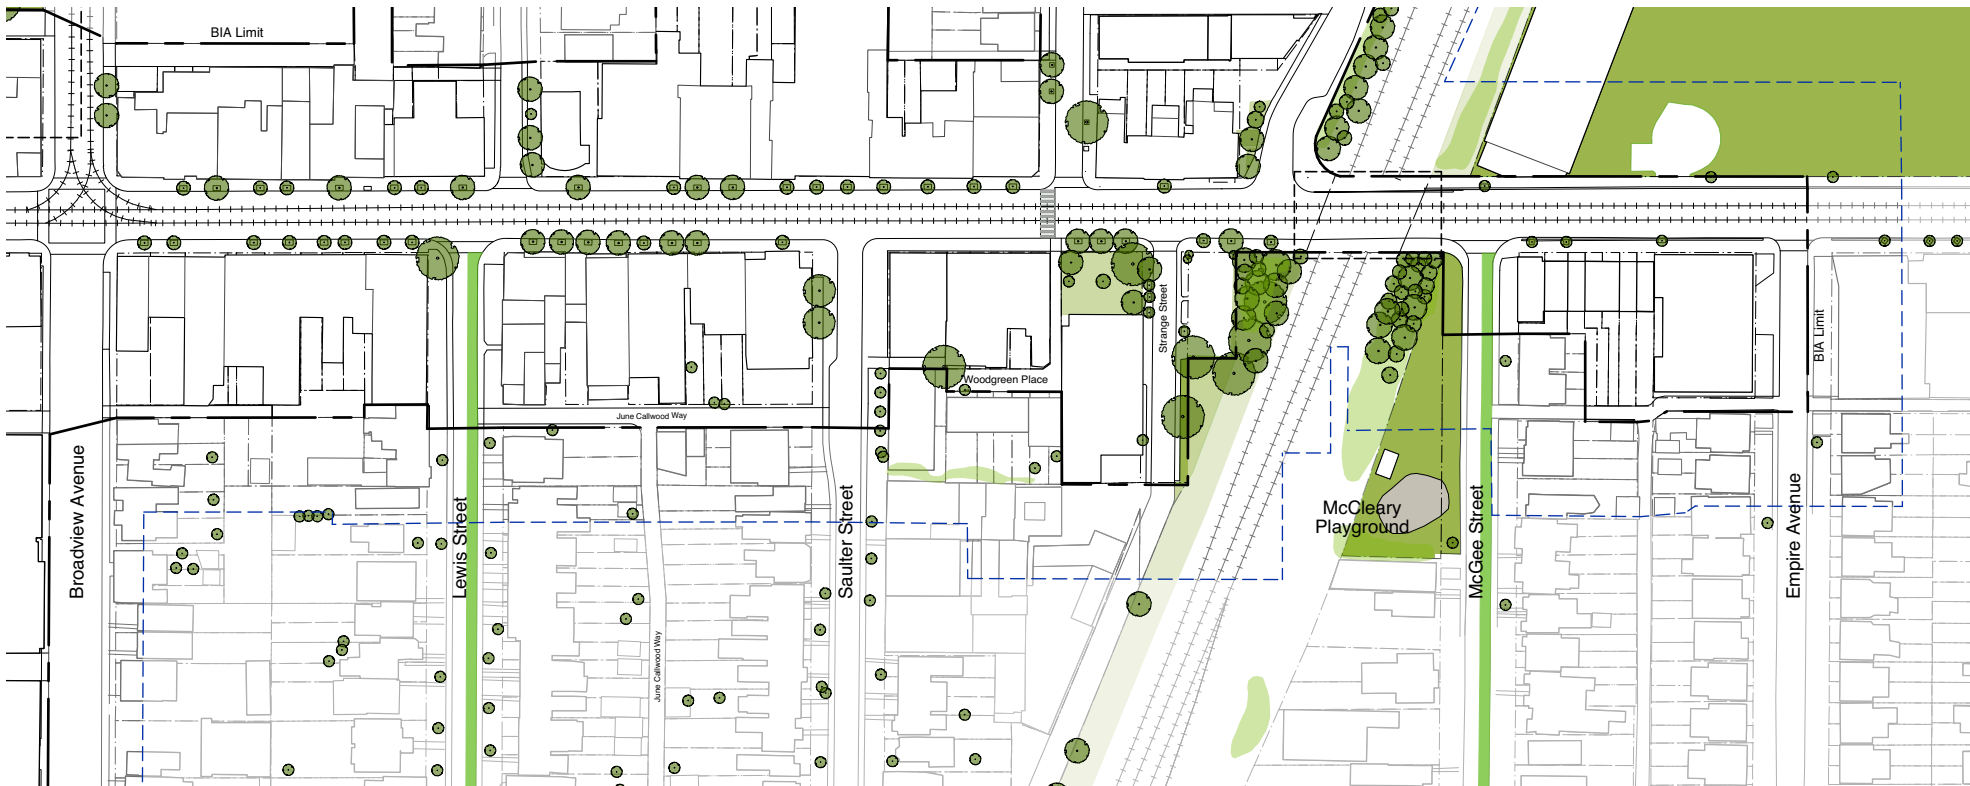 BIA Limit
Strange Street
BIA Limit
Woodgreen Place
June Callwood Way
Broadview Avenue
Lewis Street
Saulter Street
McCleary
Playground
McGee Street
Empire Avenue
June Callwood Way